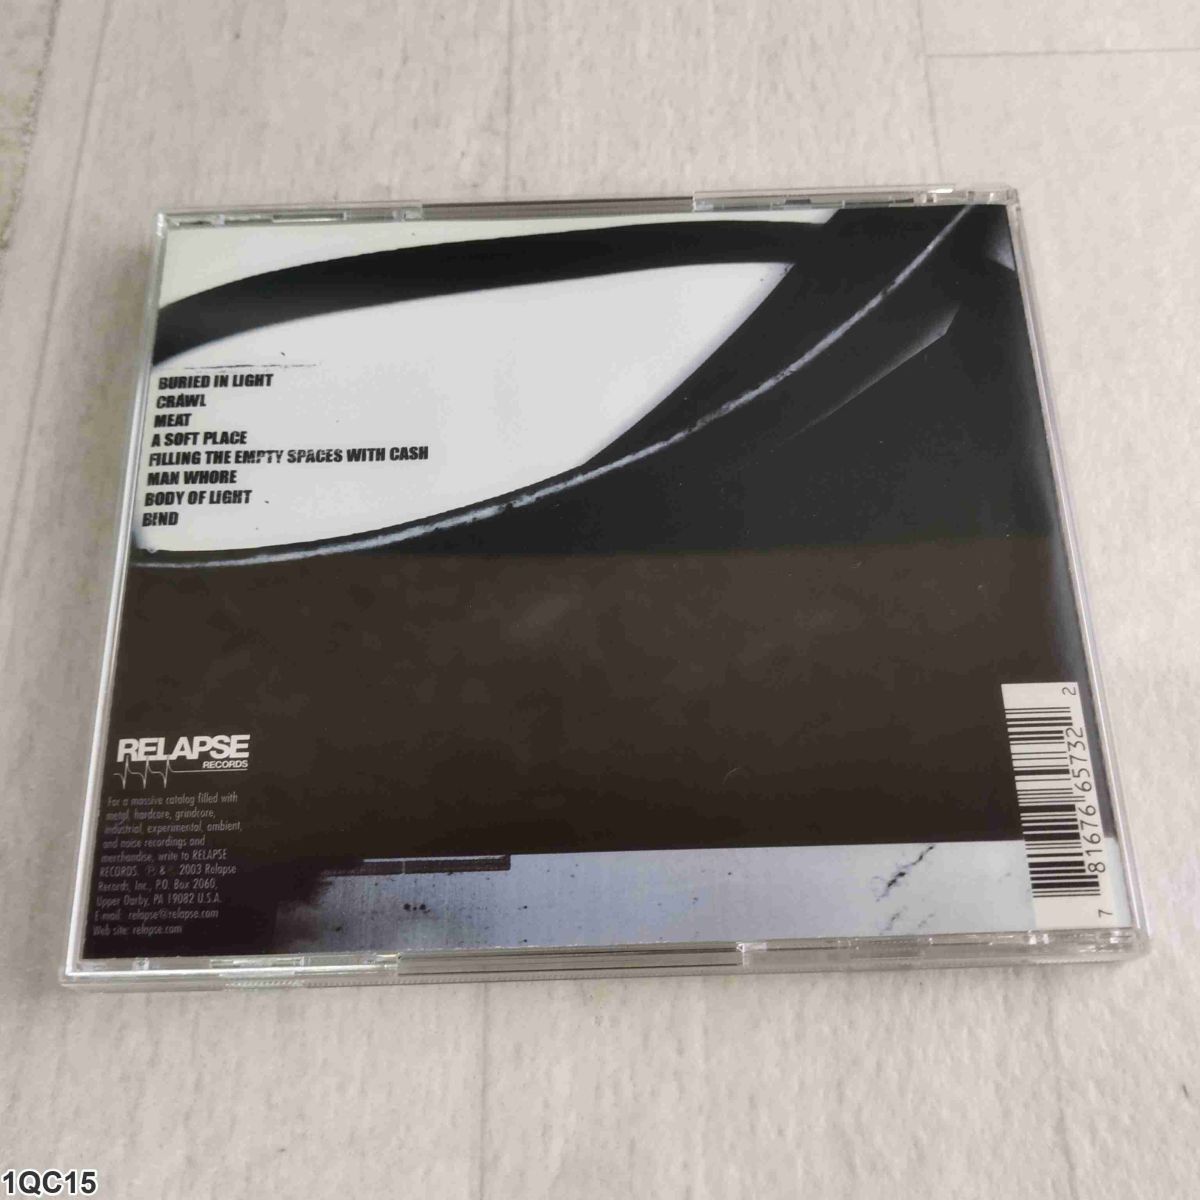 BURIED IN LIGHT
CRAWL
MEAT
A SOFT PLACE
FILLING THE EMPTY SPACES WITH CASH
MAN WHORE
BODY OF LIGHT
BEND
RELAPSE
RECORDS
For a massive catalog filled with
metal, hardcore, grindcore,
industrial, experimental, ambient,
and noise recordings and
merchandise, write to RELAPSE
RECORDS. ℗ & © 2003 Relapse
Records, Inc., P.O. Box 2060,
Upper Darby, PA 19082 U.S.A.
E-mail: relapse@relapse.com
Web site: relapse.com
7 81676 65732 2
1QC15